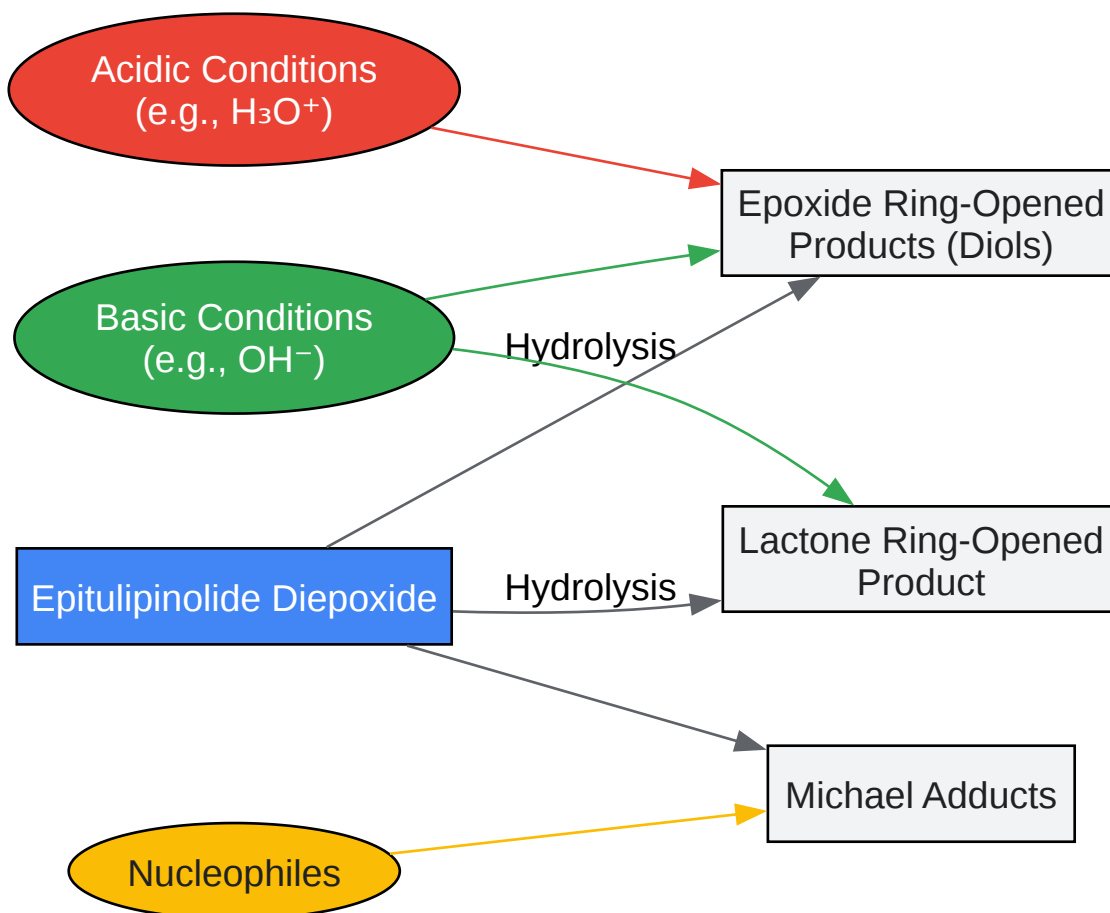 Acidic Conditions
(e.g., H₃O⁺)
Epoxide Ring-Opened
Products (Diols)
Basic Conditions
(e.g., OH⁻)
Hydrolysis
Lactone Ring-Opened
Product
Epitulipinolide Diepoxide
Hydrolysis
Michael Adducts
Nucleophiles